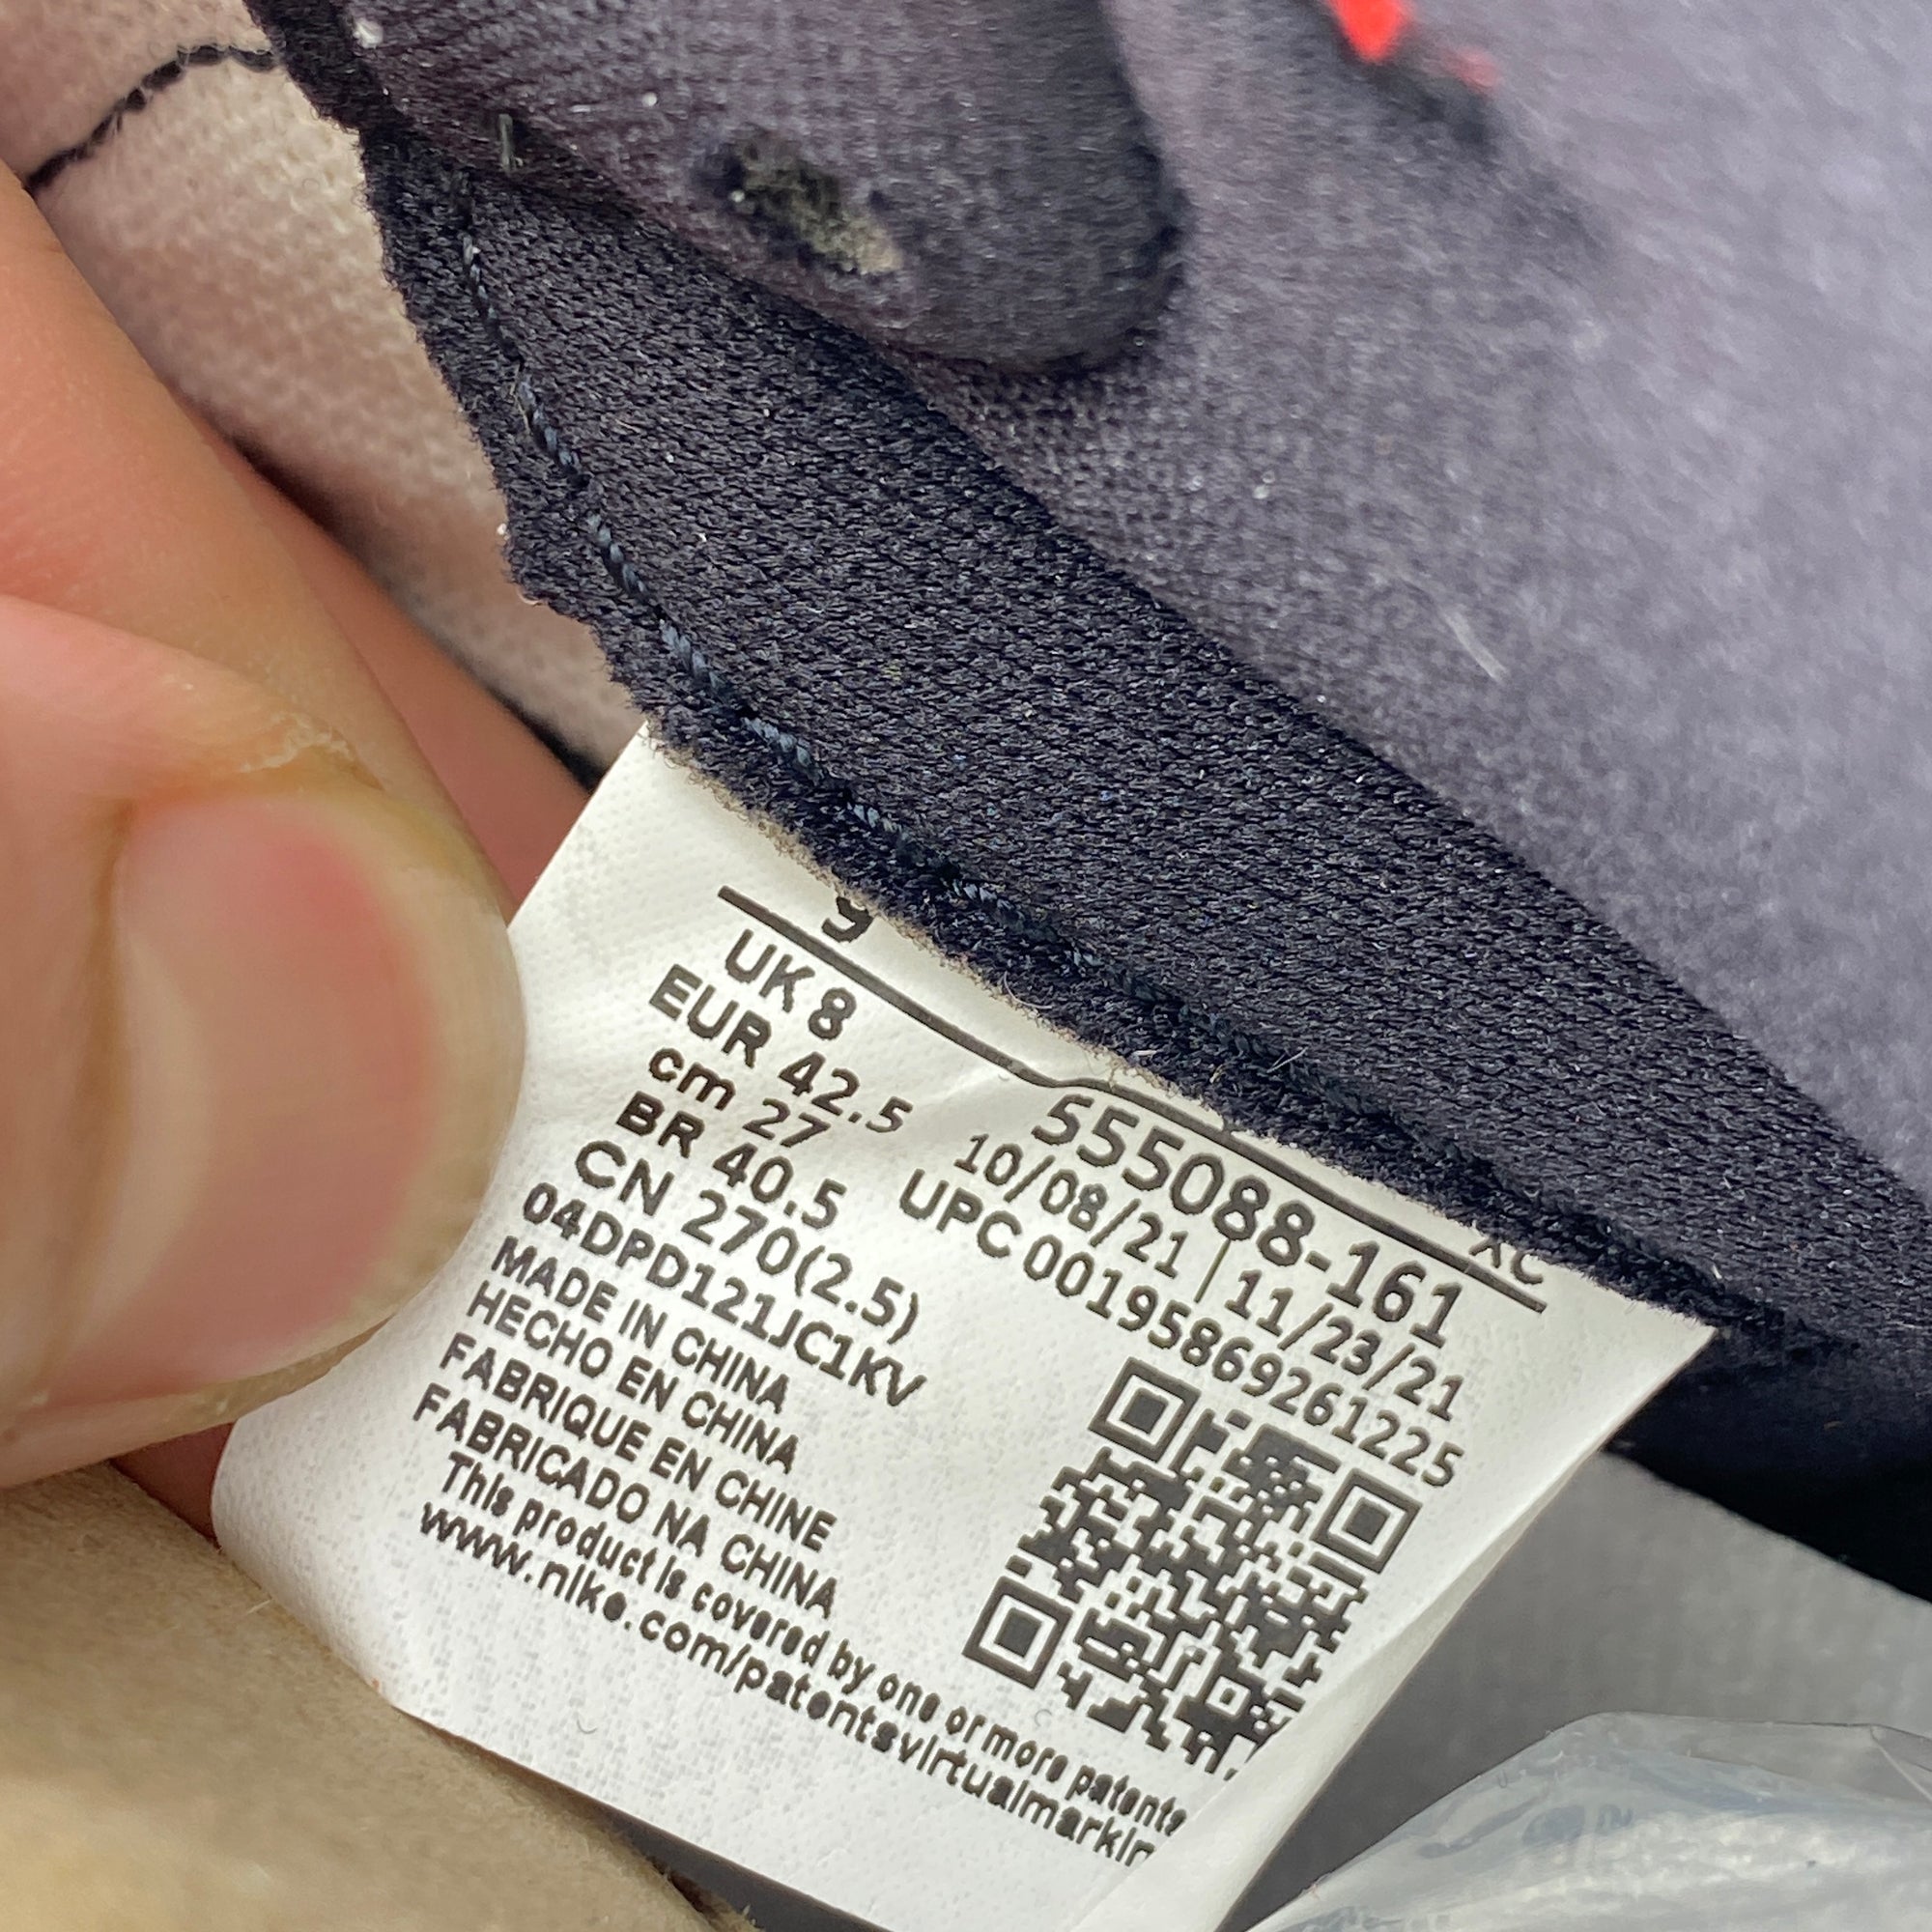 9
UK 8
EUR 42.5
cm 27
BR 40.5
CN 270(2.5)
04DPD121JC1KV
MADE IN CHINA
HECHO EN CHINA
FABRIQUE EN CHINE
FABRICADO NA CHINA
This product is covered by one or more patents
www.nike.com/patentsvirtualmarkin
XC
555088-161
10/08/21 | 11/23/21
UPC 00195869261225